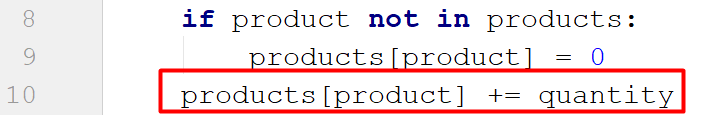 8 if product not in products:
9 products[product] = 0
10 products[product] += quantity